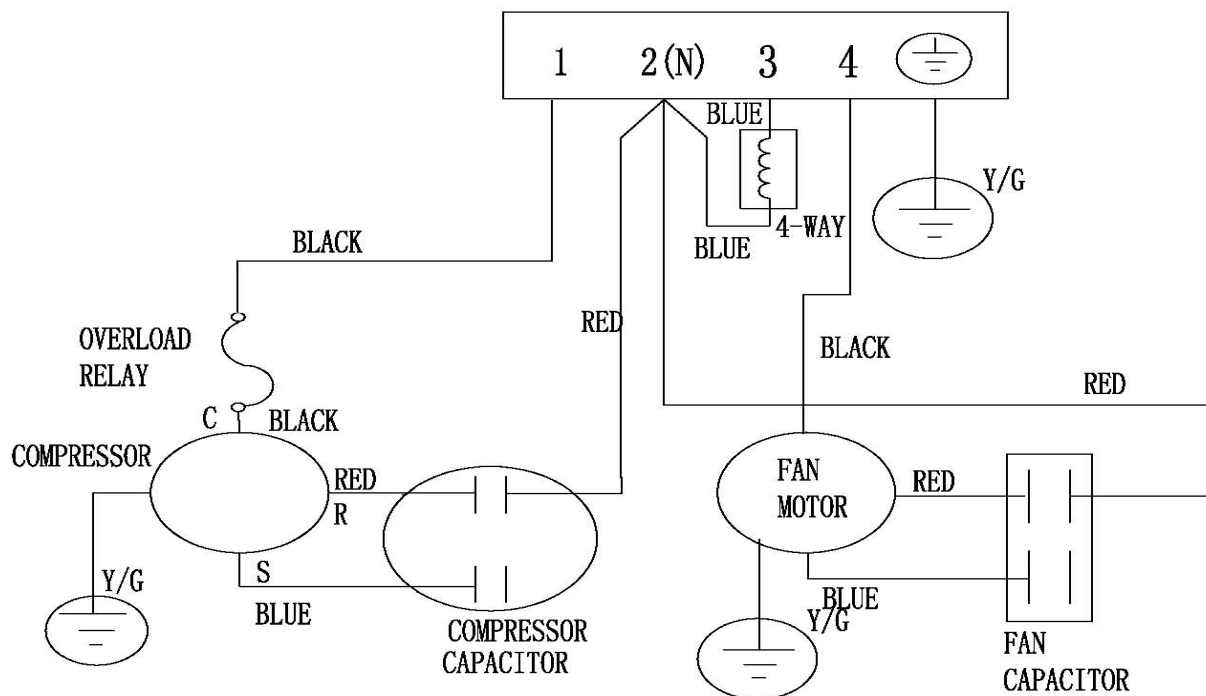 1 2(N) 3 4
BLUE
Y/G
4-WAY
BLUE
BLACK
RED
OVERLOAD
RELAY
BLACK
RED
C BLACK
COMPRESSOR
FAN
MOTOR
RED
RED
R
Y/G
S
BLUE
BLUE
Y/G
COMPRESSOR
CAPACITOR
FAN
CAPACITOR